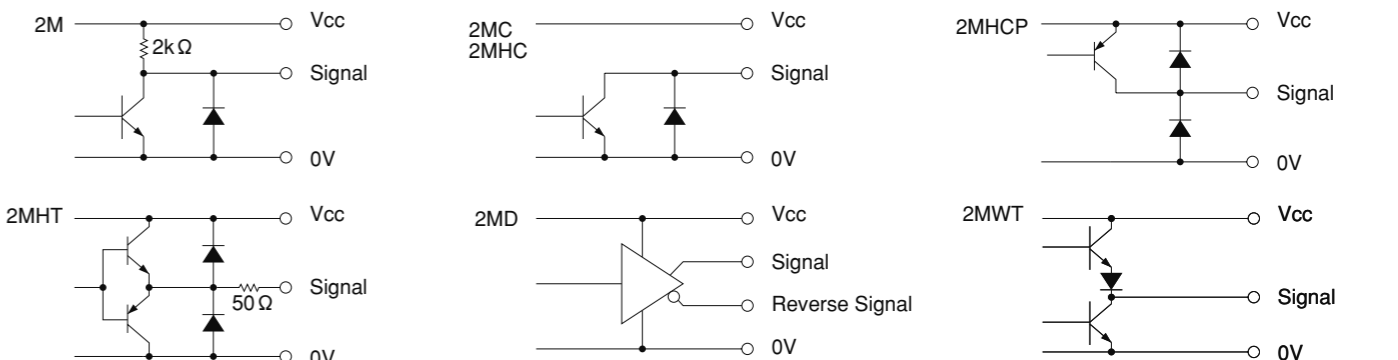 2M
Vcc
2kΩ
Signal
0V
2MC
2MHC
Vcc
Signal
0V
2MHCP
Vcc
Signal
0V
2MHT
Vcc
50Ω
Signal
0V
2MD
Vcc
Signal
Reverse Signal
0V
2MWT
Vcc
Signal
0V